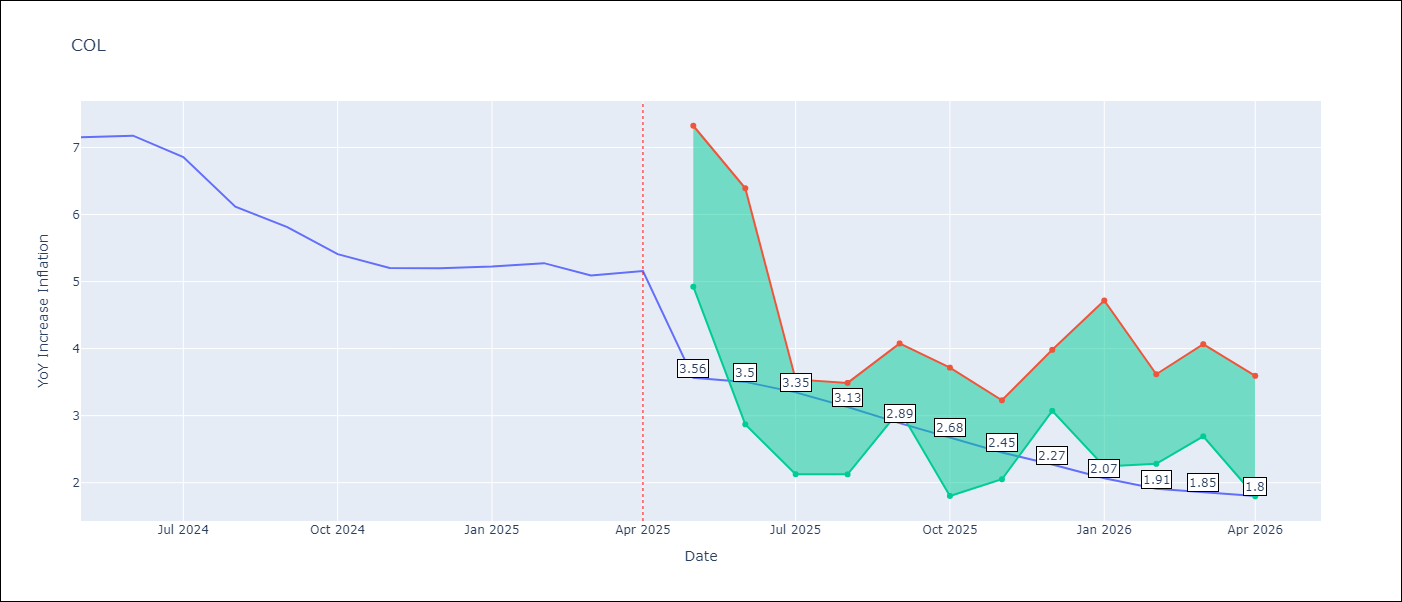 COL
YoY Increase Inflation
7
6
5
4
3
2
3.56
3.5
3.35
3.13
2.89
2.68
2.45
2.27
2.07
1.91
1.85
1.8
Jul 2024
Oct 2024
Jan 2025
Apr 2025
Jul 2025
Oct 2025
Jan 2026
Apr 2026
Date